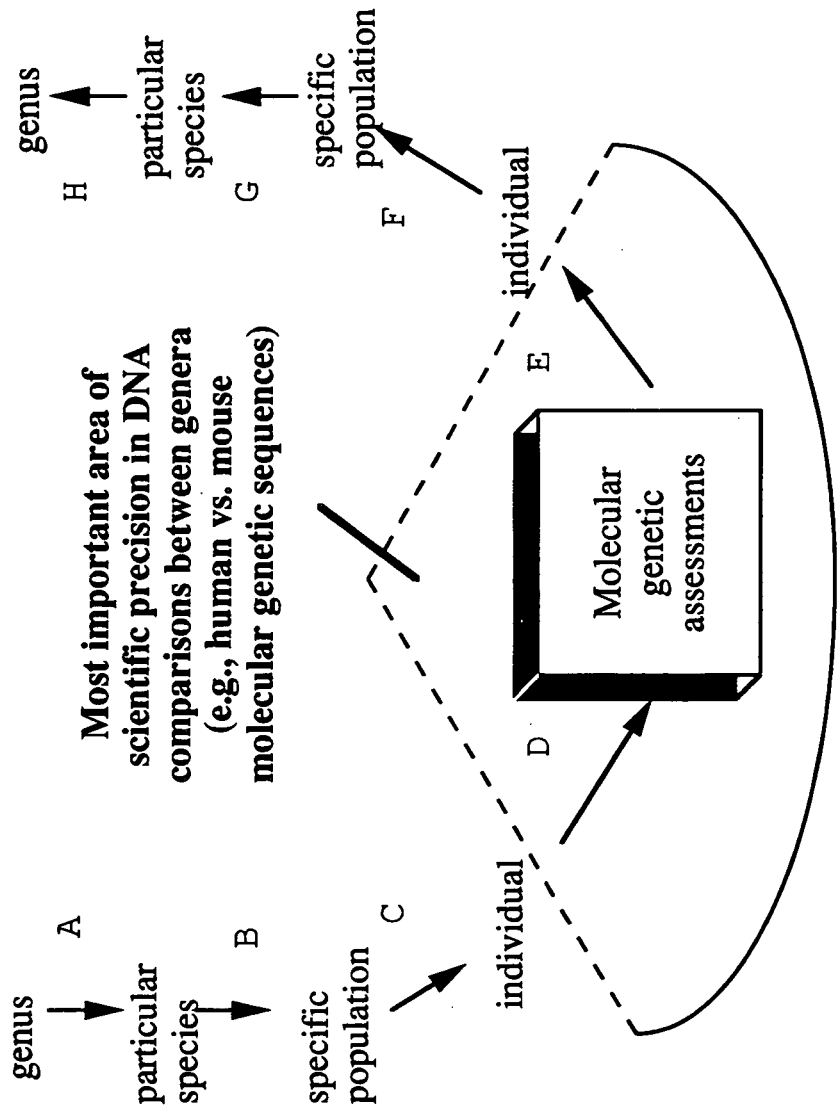 genus
A
particular
species
B
specific
population
C
individual
D
Most important area of
scientific precision in DNA
comparisons between genera
(e.g., human vs. mouse
molecular genetic sequences)
Molecular
genetic
assessments
E
individual
F
specific
population
G
particular
species
H
genus